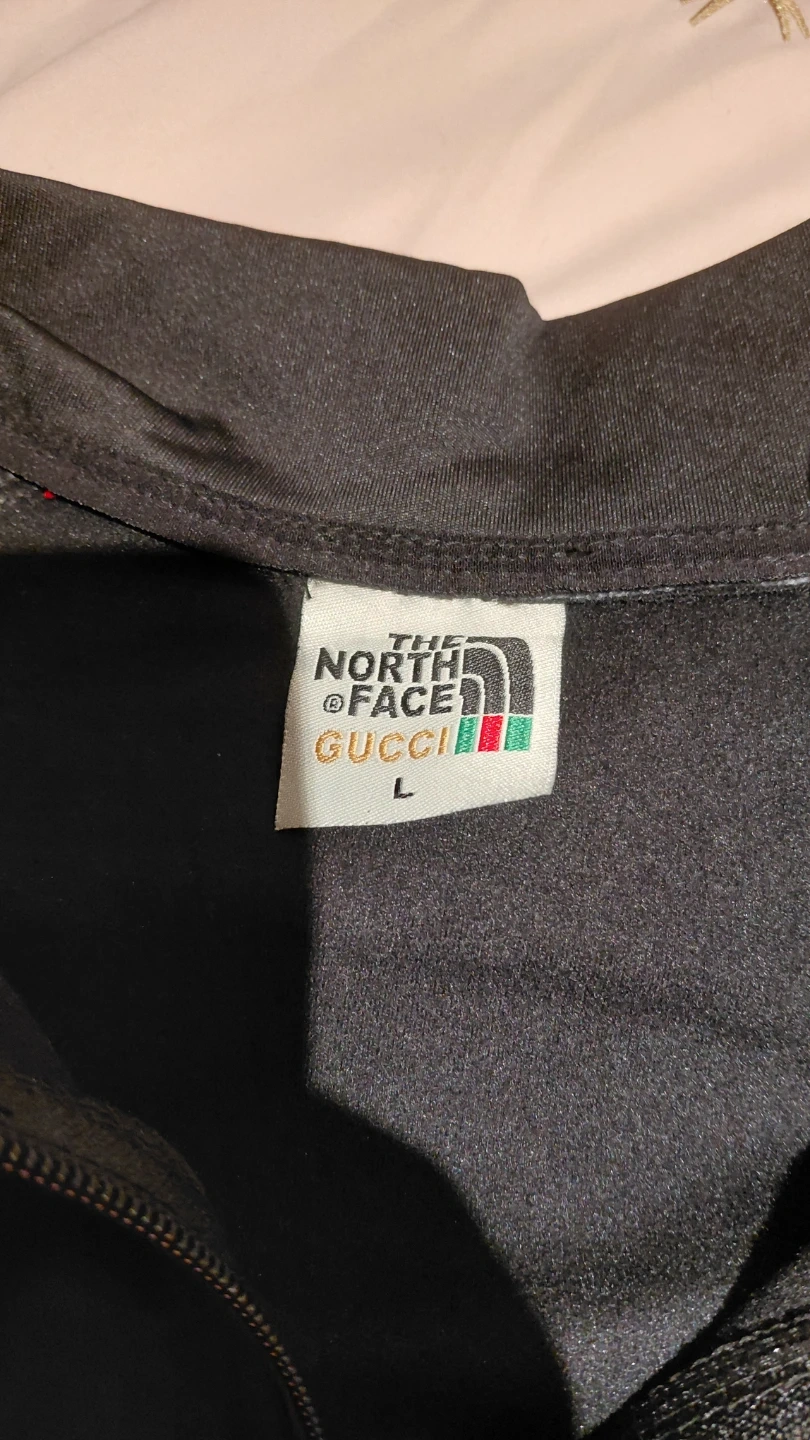 THE
NORTH
® FACE
GUCCI
L